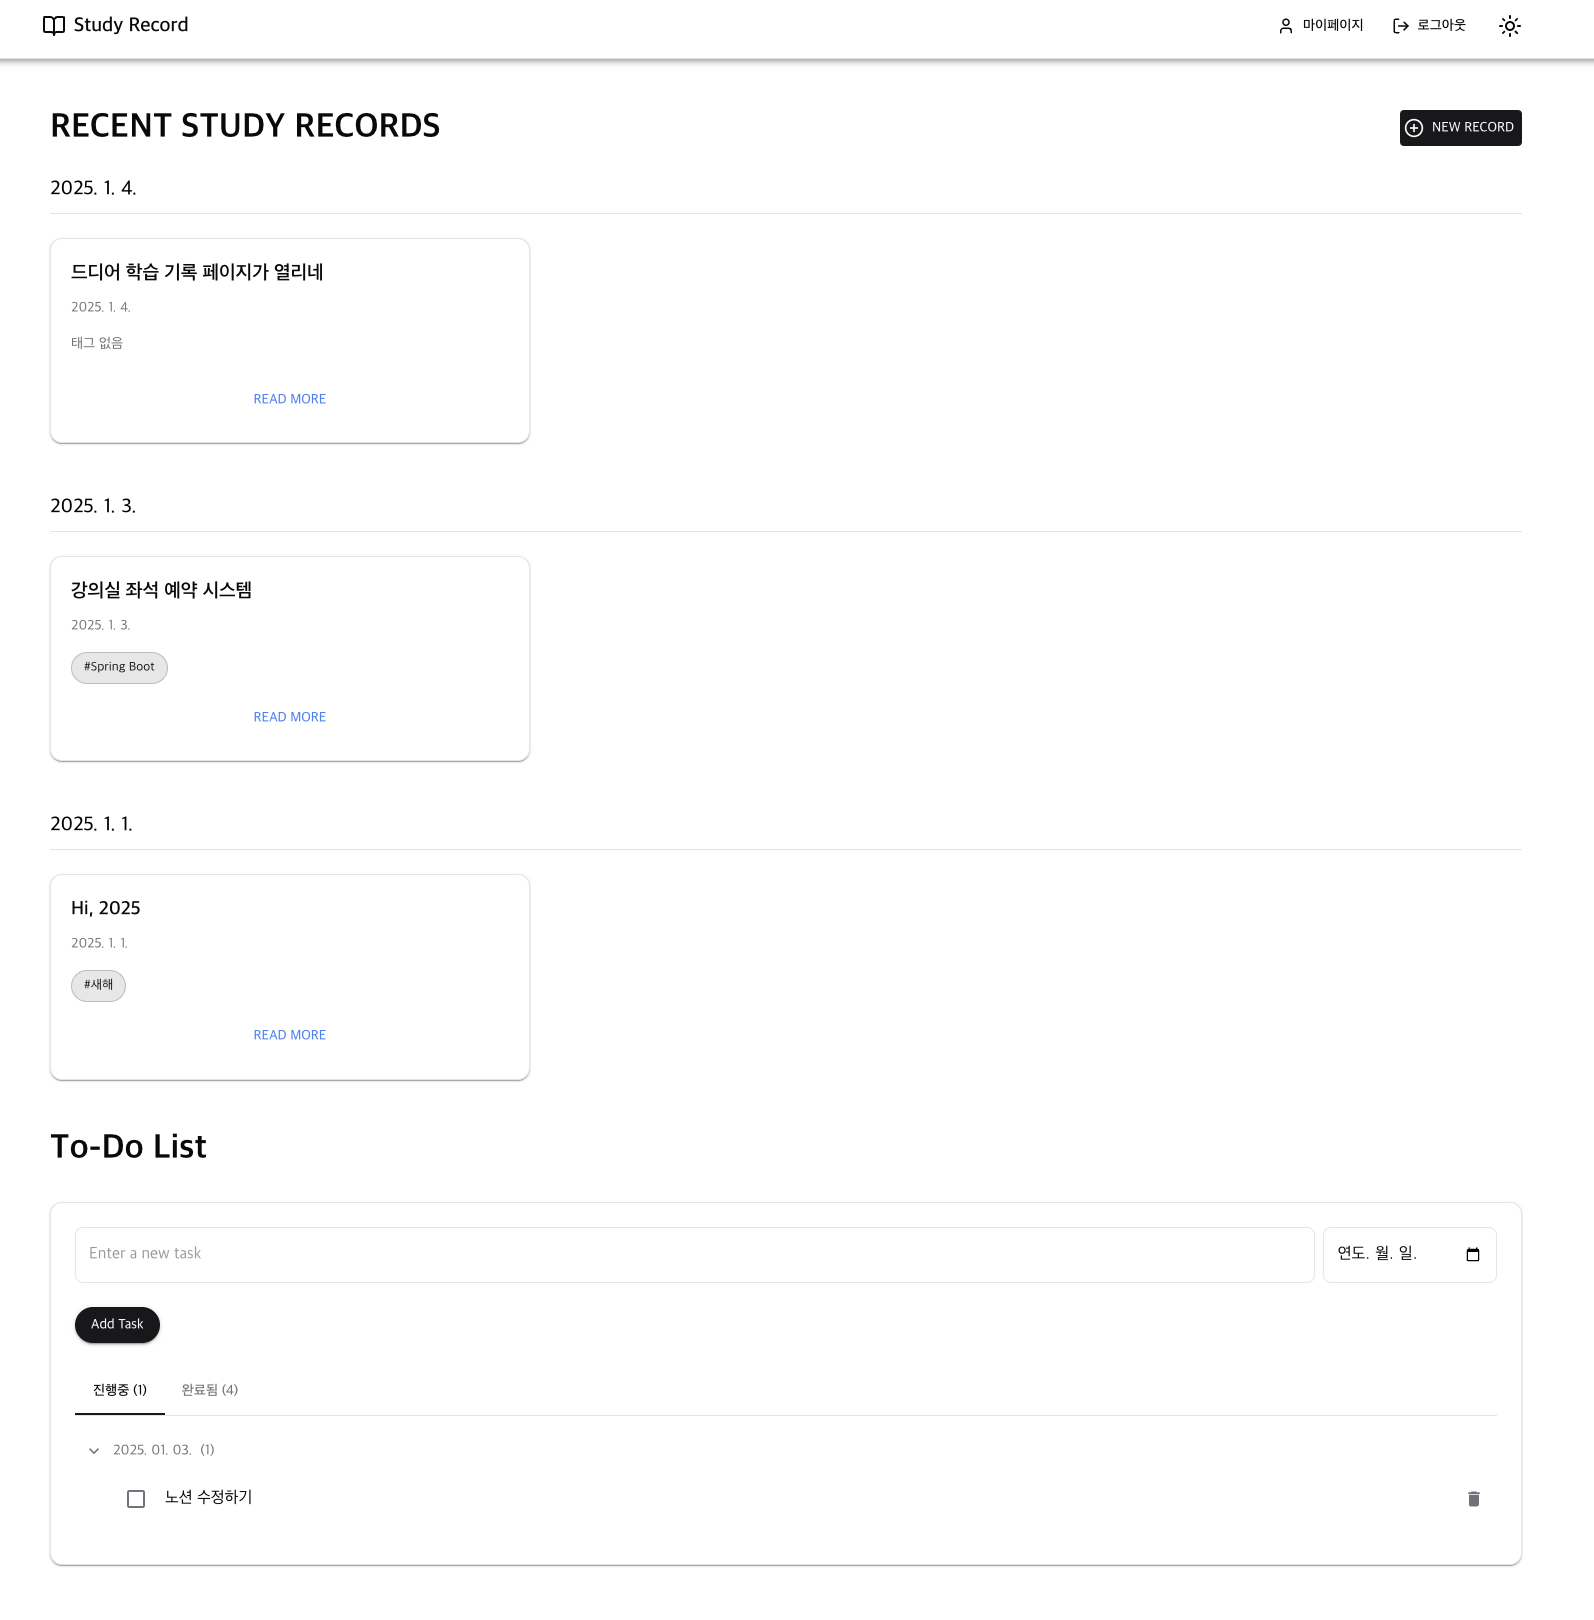 Study Record
마이페이지
로그아웃
RECENT STUDY RECORDS
NEW RECORD
2025. 1. 4.
드디어 학습 기록 페이지가 열리네
2025. 1. 4.
태그 없음
READ MORE
2025. 1. 3.
강의실 좌석 예약 시스템
2025. 1. 3.
#Spring Boot
READ MORE
2025. 1. 1.
Hi, 2025
2025. 1. 1.
#새해
READ MORE
To-Do List
Enter a new task
연도. 월. 일.
Add Task
진행중 (1)
완료됨 (4)
2025. 01. 03. (1)
노션 수정하기